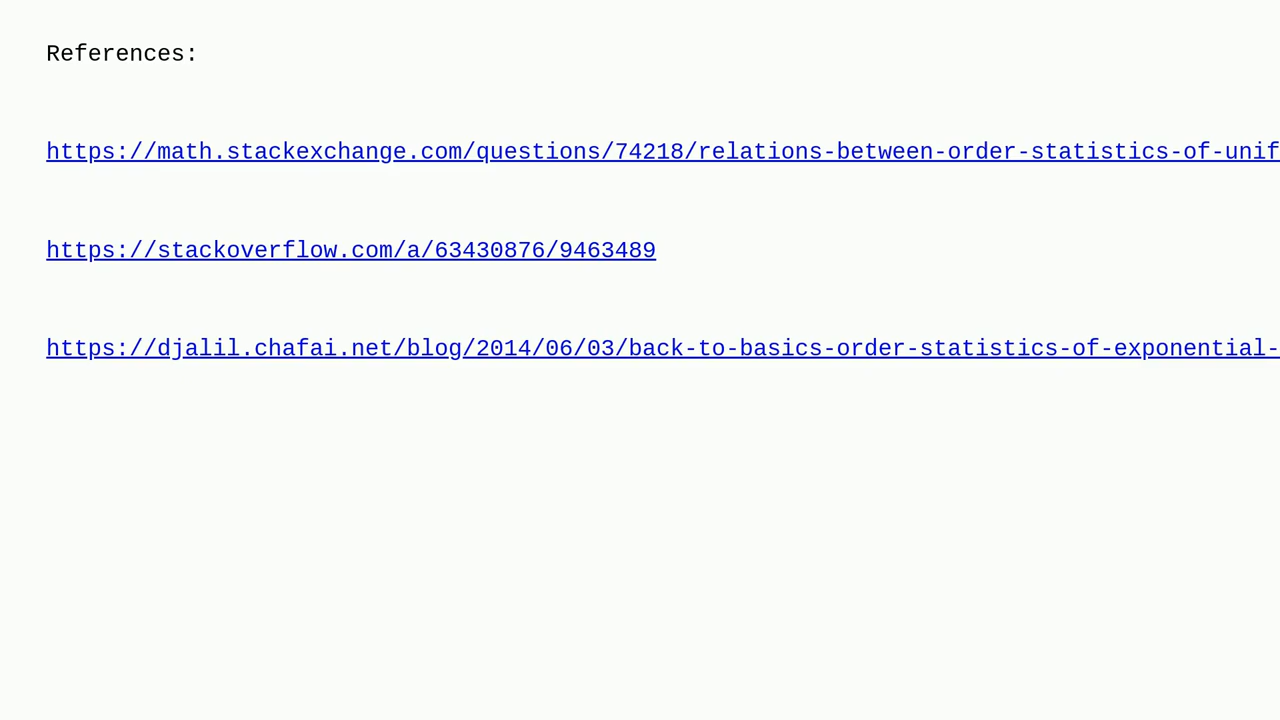 References:
https://math.stackexchange.com/questions/74218/relations-between-order-statistics-of-unif
https://stackoverflow.com/a/63430876/9463489
https://djalil.chafai.net/blog/2014/06/03/back-to-basics-order-statistics-of-exponential-